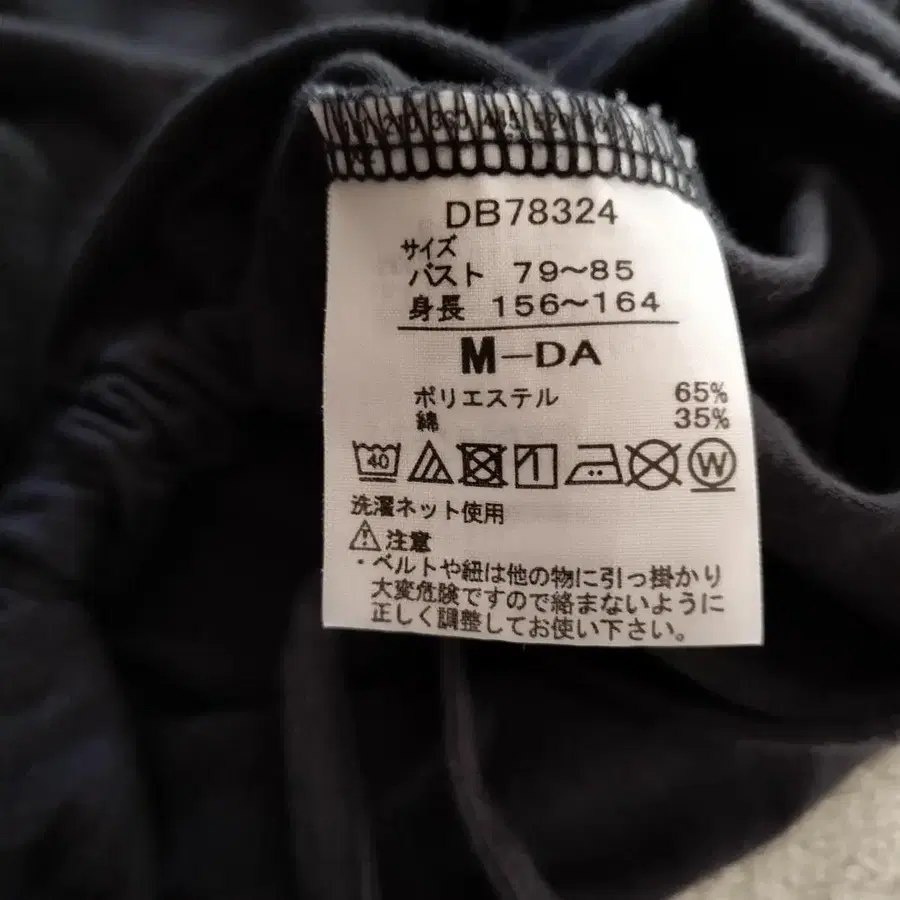 DB78324
サイズ
バスト 79～85
身長 156～164
M-DA
ポリエステル 65%
綿 35%
40 W
洗濯ネット使用
注意
・ベルトや紐は他の物に引っ掛かり
大変危険ですので絡まないように
正しく調整してお使い下さい。